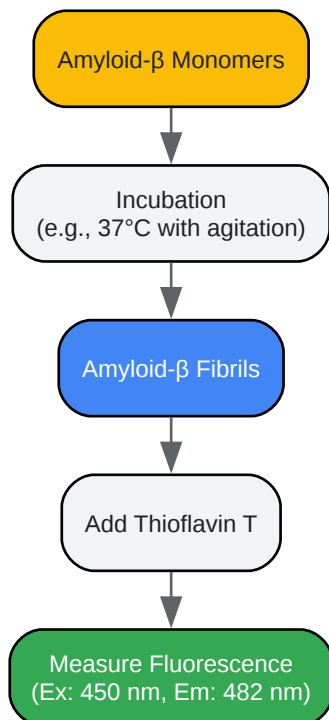 Amyloid-β Monomers
Incubation
(e.g., 37°C with agitation)
Amyloid-β Fibrils
Add Thioflavin T
Measure Fluorescence
(Ex: 450 nm, Em: 482 nm)